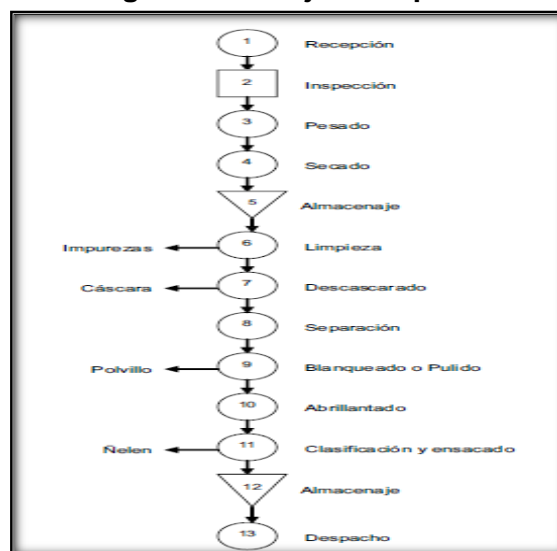 1 Recepción
2 Inspección
3 Pesado
4 Secado
5 Almacenaje
Impurezas 6 Limpieza
Cáscara 7 Descascarado
8 Separación
Polvillo 9 Blanqueado o Pulido
10 Abrillantado
Ñelen 11 Clasificación y ensacado
12 Almacenaje
13 Despacho